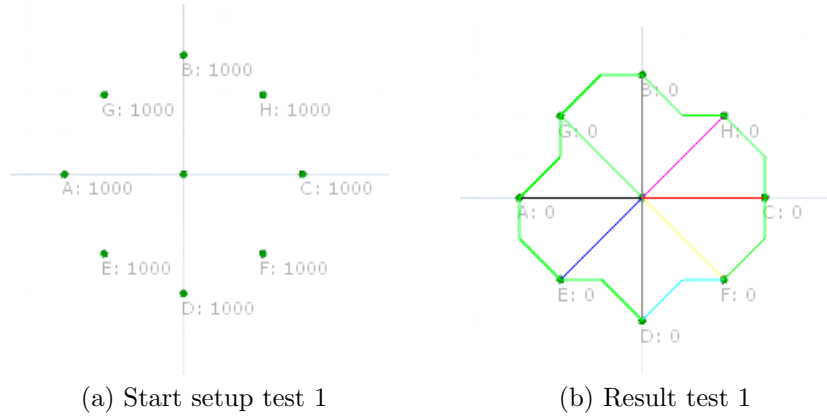 B: 1000
G: 1000
H: 1000
A: 1000
C: 1000
E: 1000
F: 1000
D: 1000
(a) Start setup test 1
B: 0
G: 0
H: 0
A: 0
C: 0
E: 0
F: 0
D: 0
(b) Result test 1